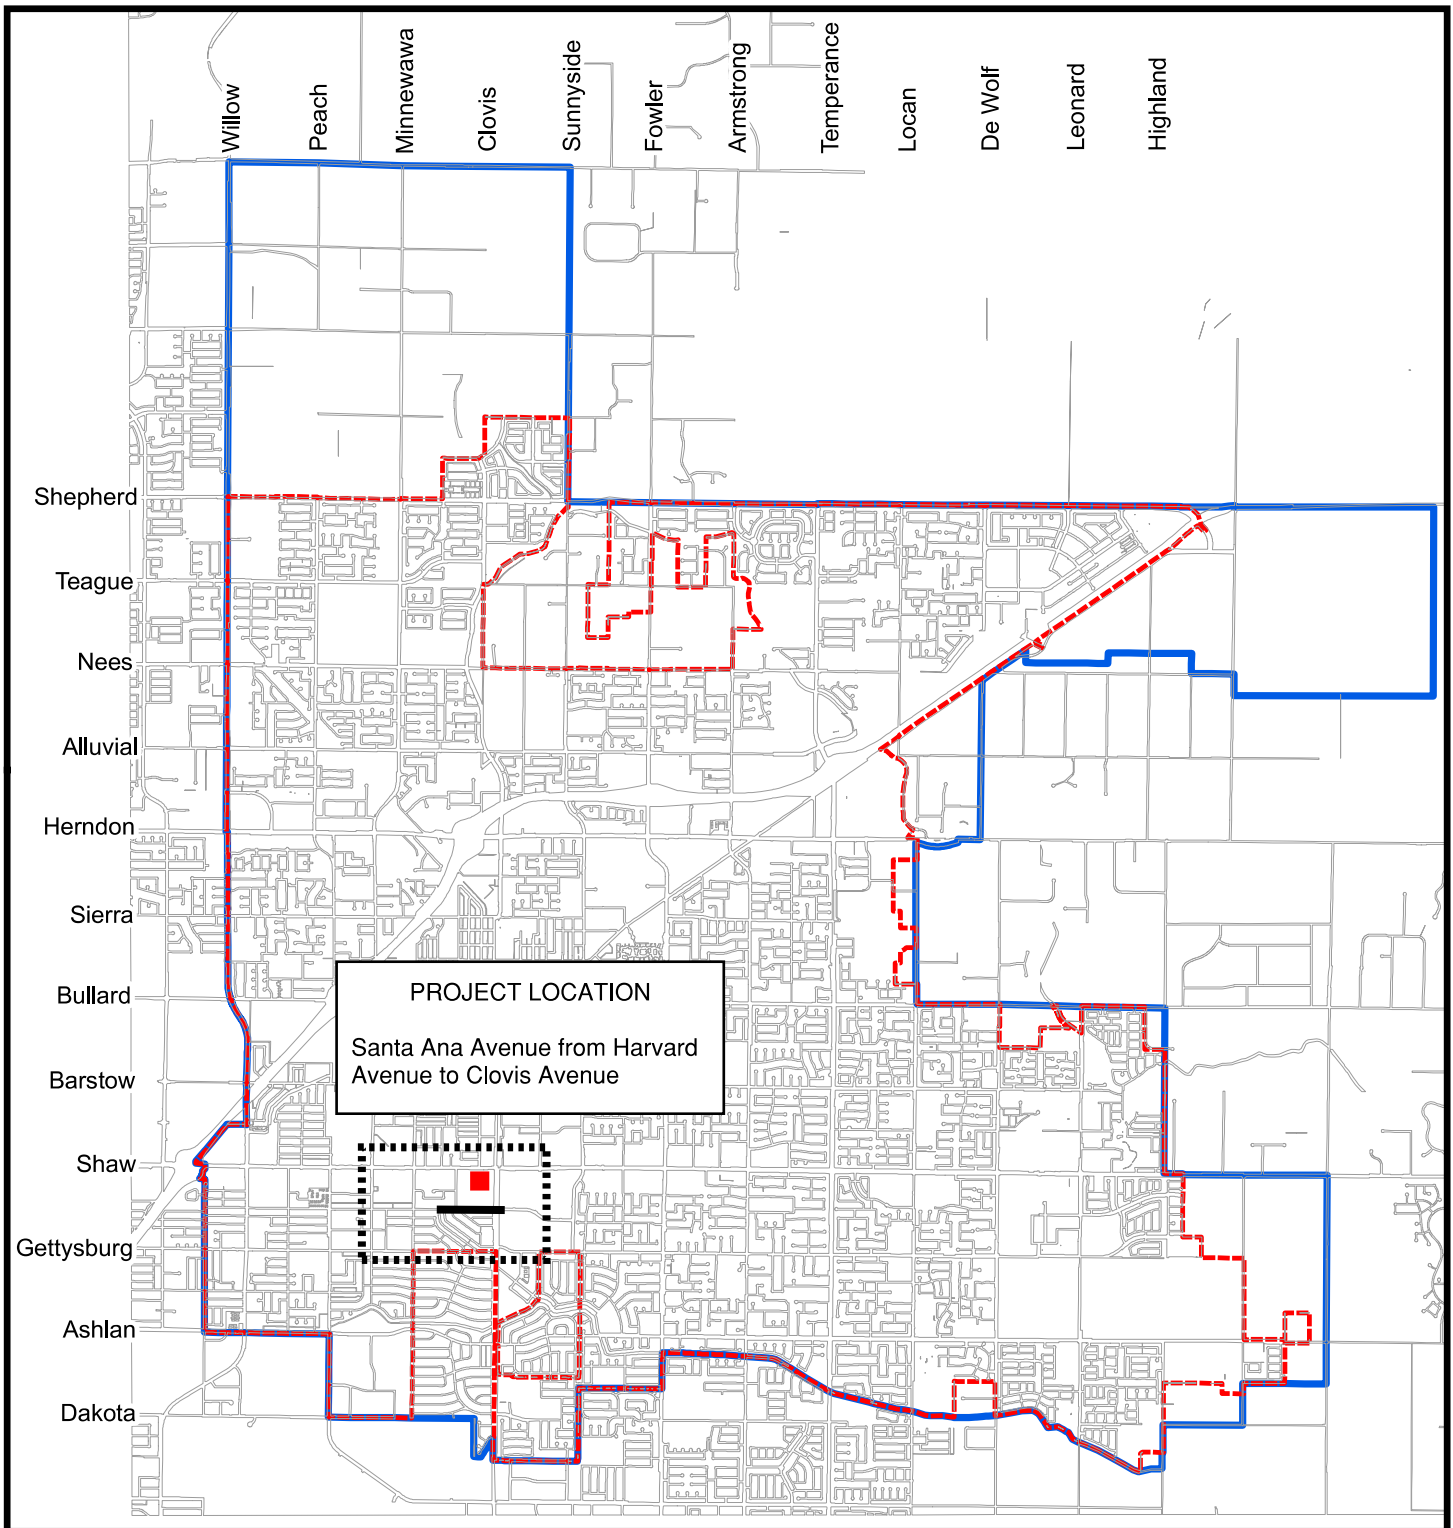 Willow
Peach
Minnewawa
Clovis
Sunnyside
Fowler
Armstrong
Temperance
Locan
De Wolf
Leonard
Highland
Shepherd
Teague
Nees
Alluvial
Herndon
Sierra
Bullard
Barstow
Shaw
Gettysburg
Ashlan
Dakota
PROJECT LOCATION
Santa Ana Avenue from Harvard
Avenue to Clovis Avenue